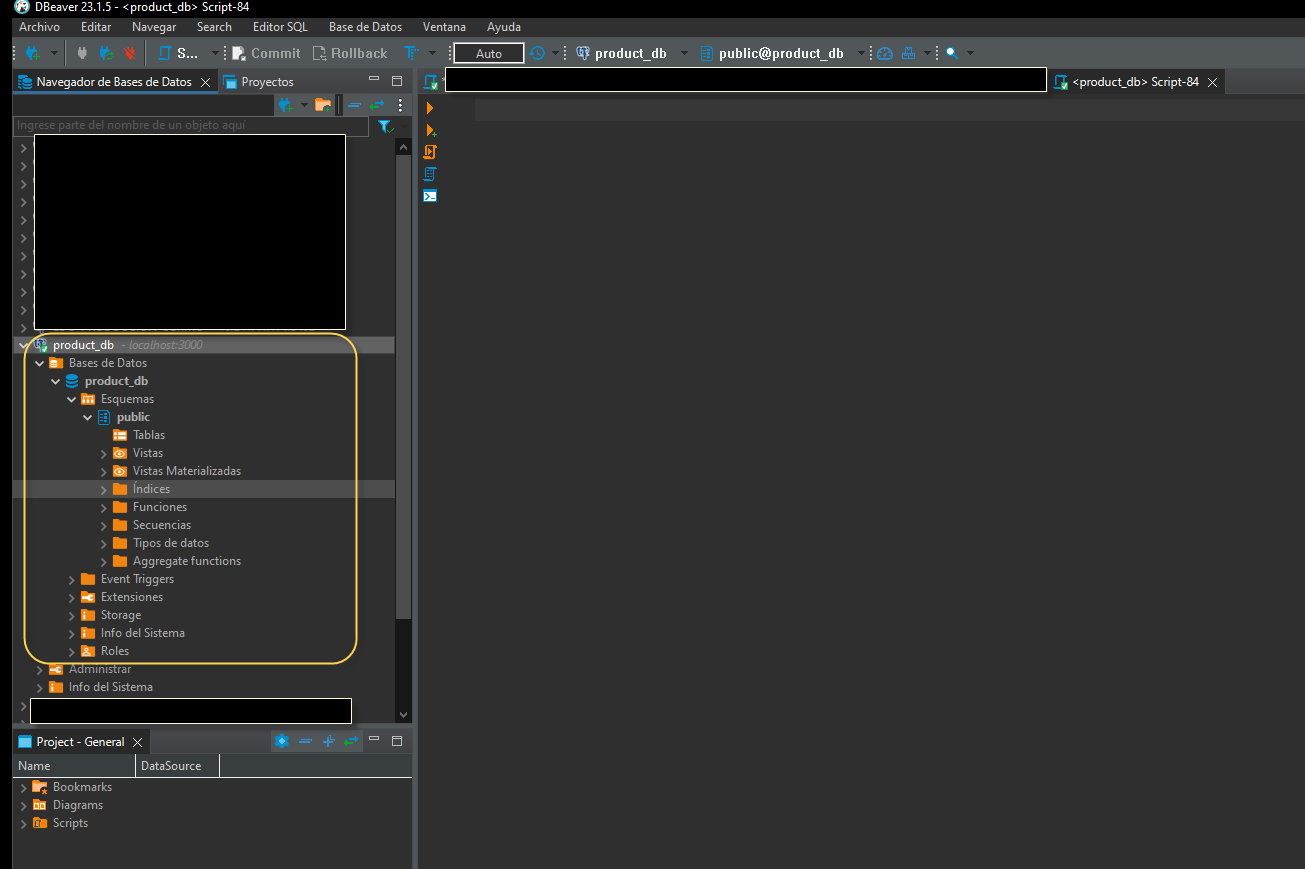 DBeaver 23.1.5 - <product_db> Script-84
Archivo Editar Navegar Search Editor SQL Base de Datos Ventana Ayuda
S... Commit Rollback Auto product_db public@product_db
Navegador de Bases de Datos Proyectos <product_db> Script-84
Ingrese parte del nombre de un objeto aquí
product_db - localhost:3000
Bases de Datos
product_db
Esquemas
public
Tablas
Vistas
Vistas Materializadas
Índices
Funciones
Secuencias
Tipos de datos
Aggregate functions
Event Triggers
Extensiones
Storage
Info del Sistema
Roles
Administrar
Info del Sistema
Project - General
Name DataSource
Bookmarks
Diagrams
Scripts